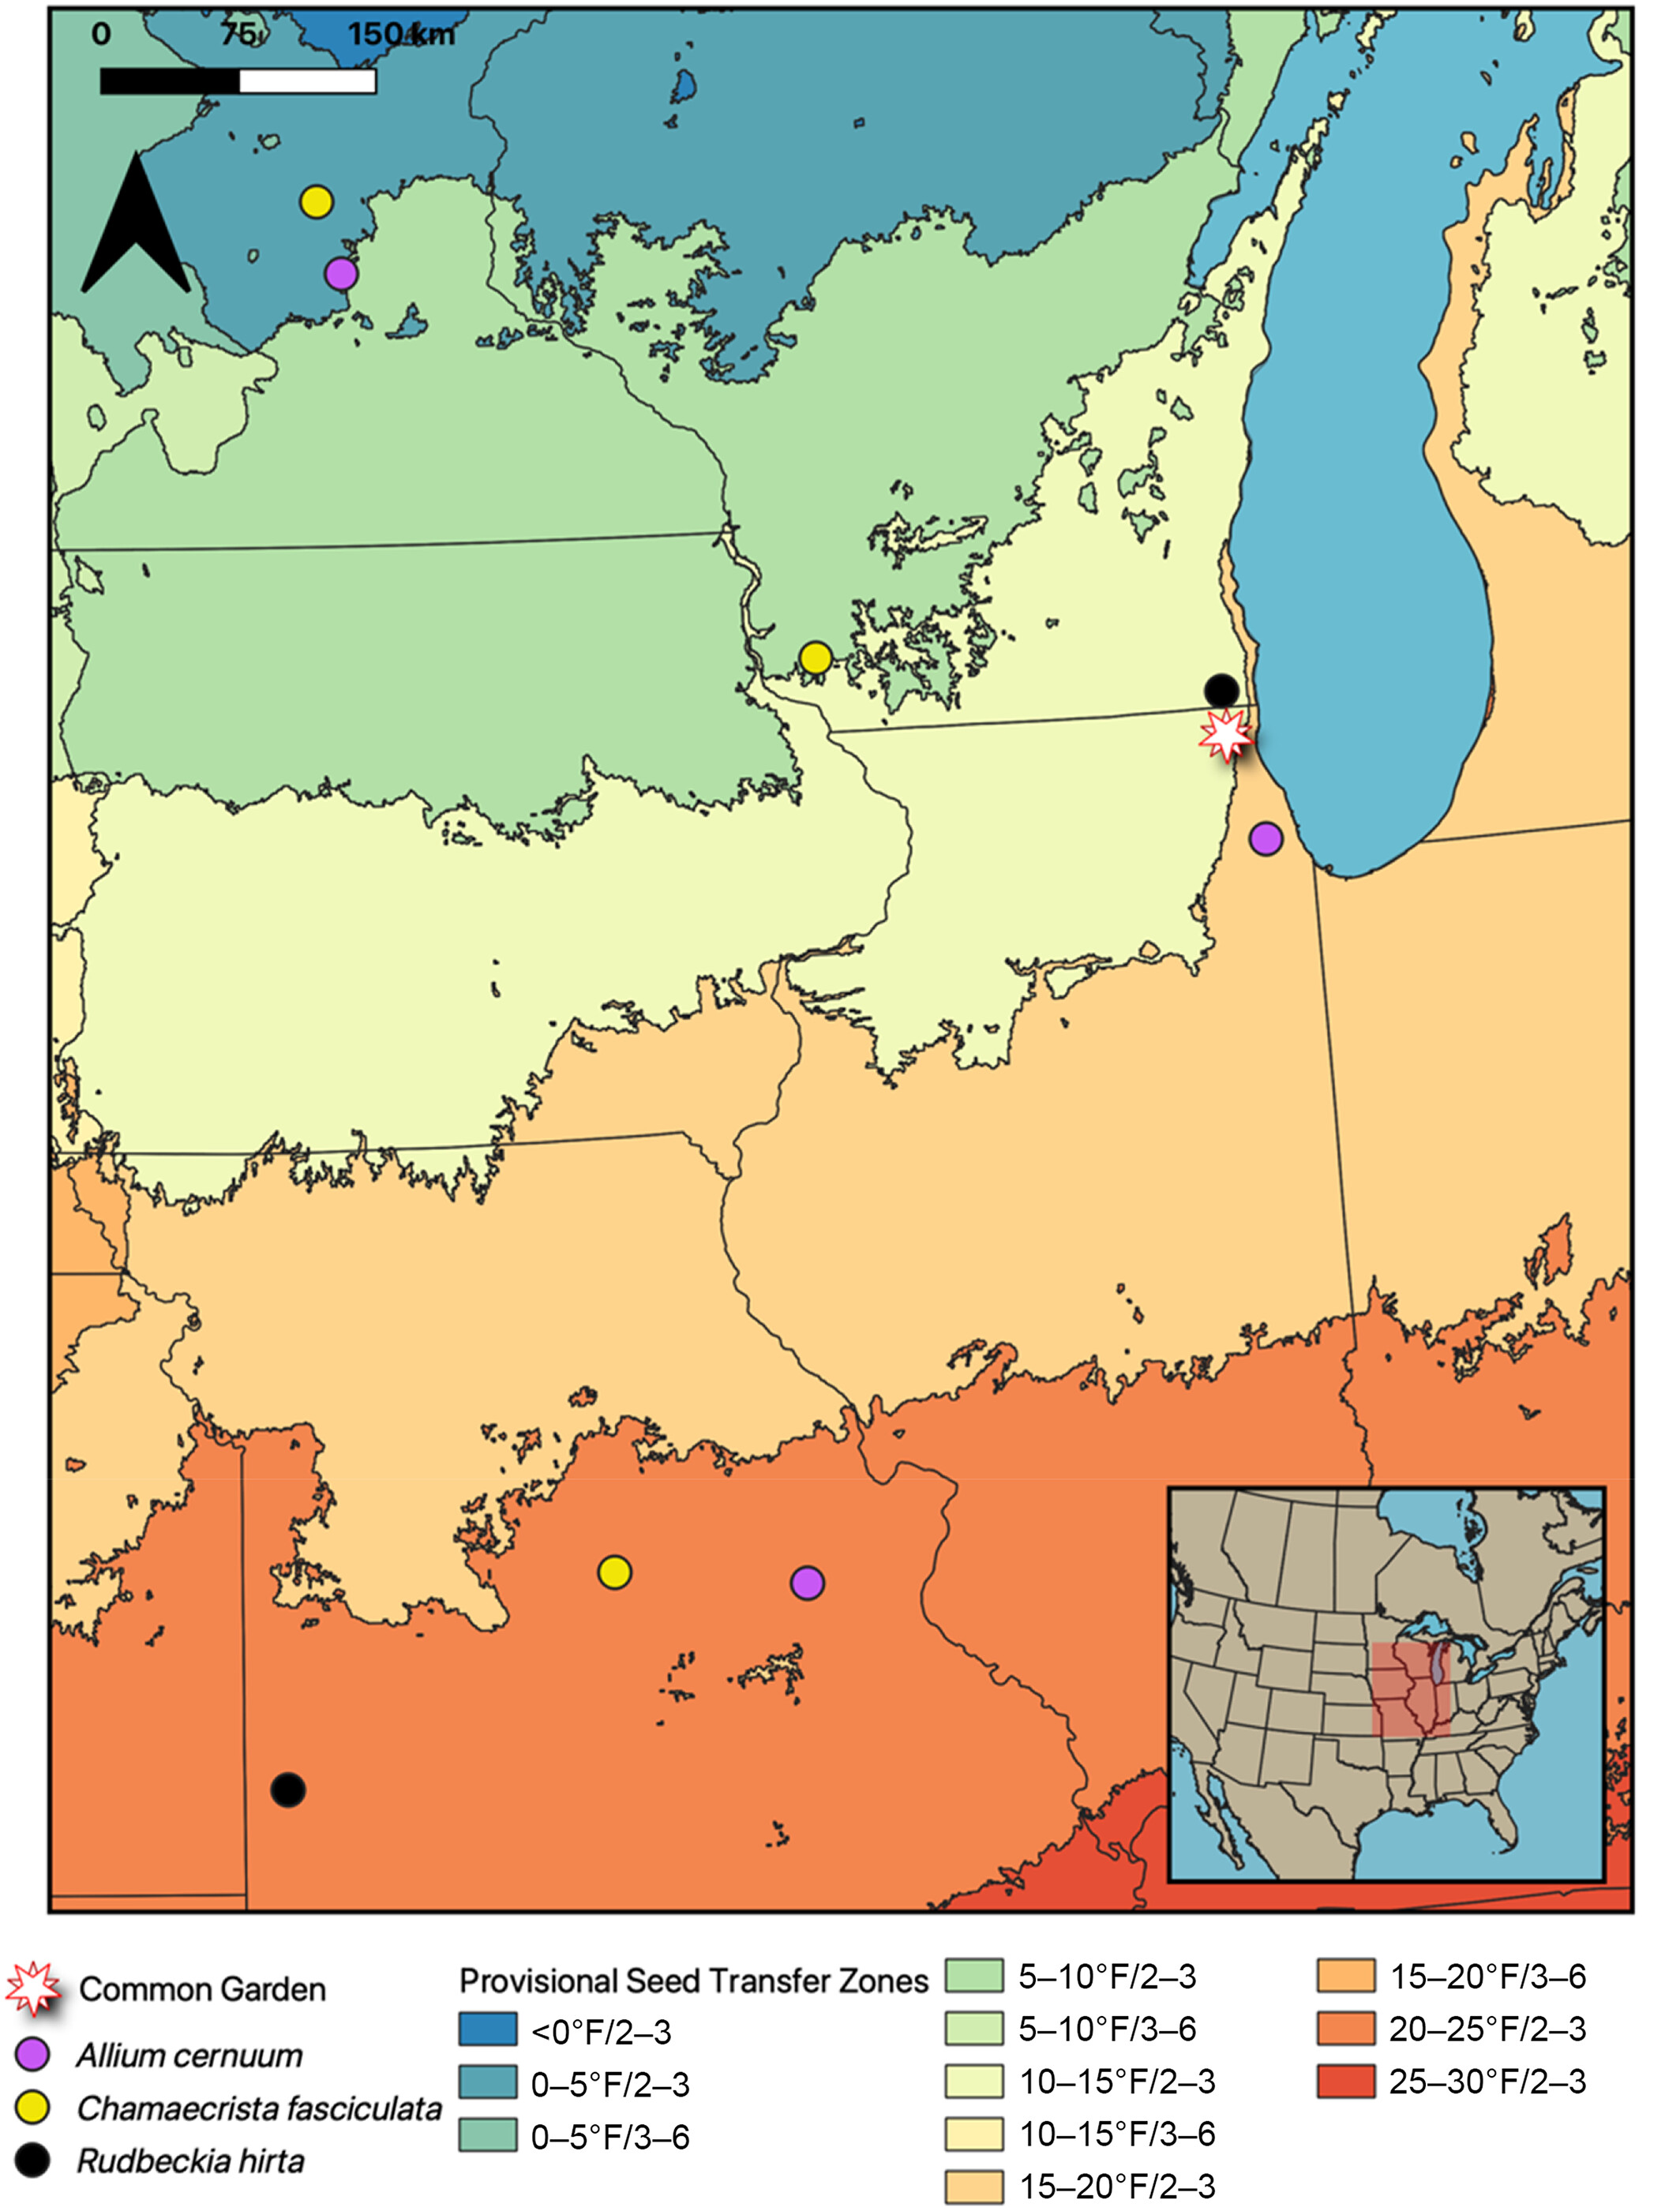 0 75 150 km
Common Garden
Allium cernuum
Chamaecrista fasciculata
Rudbeckia hirta
Provisional Seed Transfer Zones
<0°F/2–3
0–5°F/2–3
0–5°F/3–6
5–10°F/2–3
5–10°F/3–6
10–15°F/2–3
10–15°F/3–6
15–20°F/2–3
15–20°F/3–6
20–25°F/2–3
25–30°F/2–3